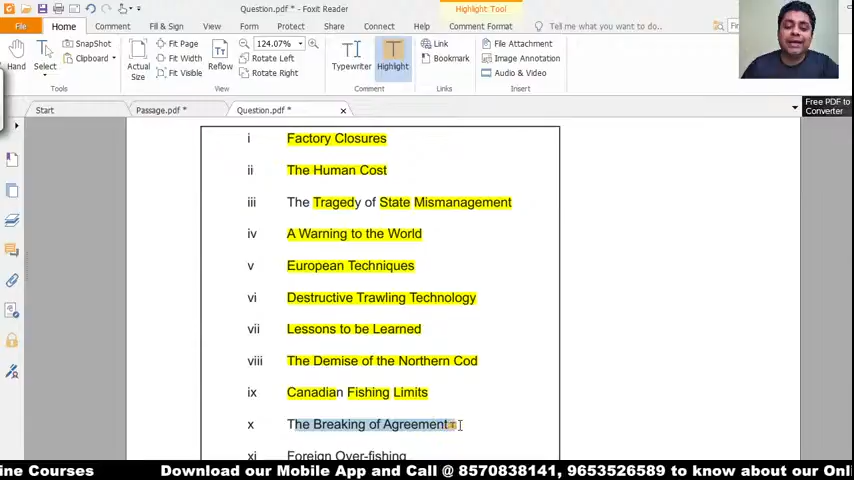 Question.pdf * - Foxit Reader
Highlight Tool
File
Home
Comment
Fill & Sign
Form
Protect
Share
Connect
Help
Comment Format
Tell me what you want to do...
Fin
Hand
Select
SnapShot
Clipboard
Tools
Actual Size
Fit Page
Fit Width
Fit Visible
Reflow
124.07%
Rotate Left
Rotate Right
View
Typewriter
Highlight
Comment
Link
Bookmark
Links
File Attachment
Image Annotation
Audio & Video
Insert
Free PDF to
Converter
Start
Passage.pdf *
Question.pdf *
i Factory Closures
ii The Human Cost
iii The Tragedy of State Mismanagement
iv A Warning to the World
v European Techniques
vi Destructive Trawling Technology
vii Lessons to be Learned
viii The Demise of the Northern Cod
ix Canadian Fishing Limits
x The Breaking of Agreement
xi Foreign Over-fishing
ine Courses Download our Mobile App and Call @ 8570838141, 9653526589 to know about our Onli